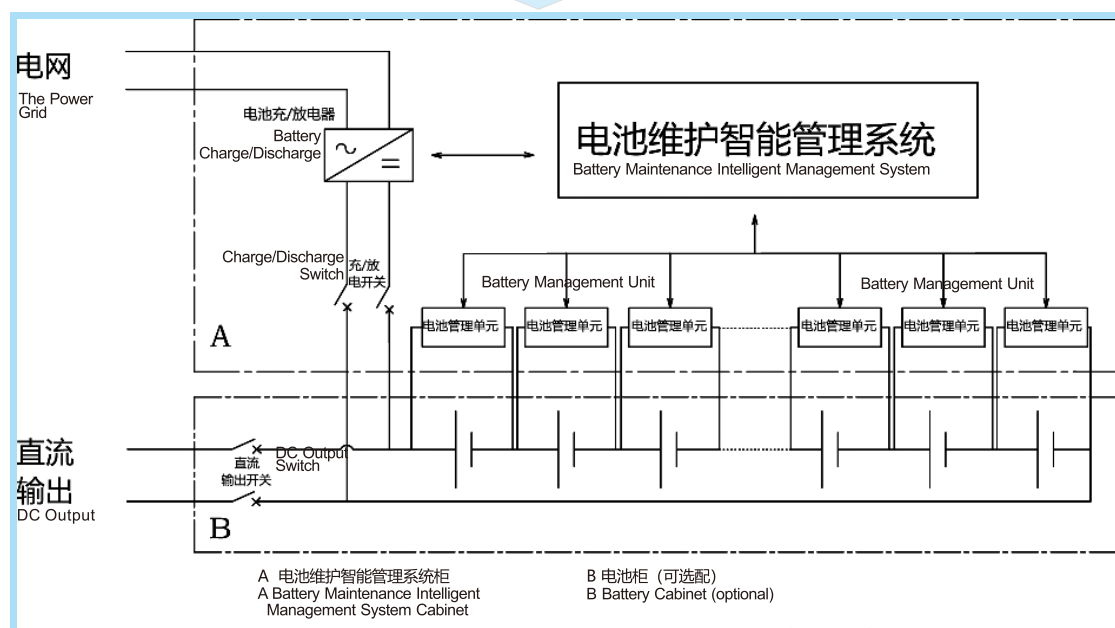 电网
The Power
Grid
电池充/放电器
Battery
Charge/Discharge
电池维护智能管理系统
Battery Maintenance Intelligent Management System
Charge/Discharge
Switch
充/放
电开关
Battery Management Unit
Battery Management Unit
电池管理单元
电池管理单元
电池管理单元
电池管理单元
电池管理单元
电池管理单元
A
直流
输出
DC Output
DC Output
Switch
直流
输出开关
B
A 电池维护智能管理系统柜
A Battery Maintenance Intelligent
Management System Cabinet
B 电池柜（可选配）
B Battery Cabinet (optional)